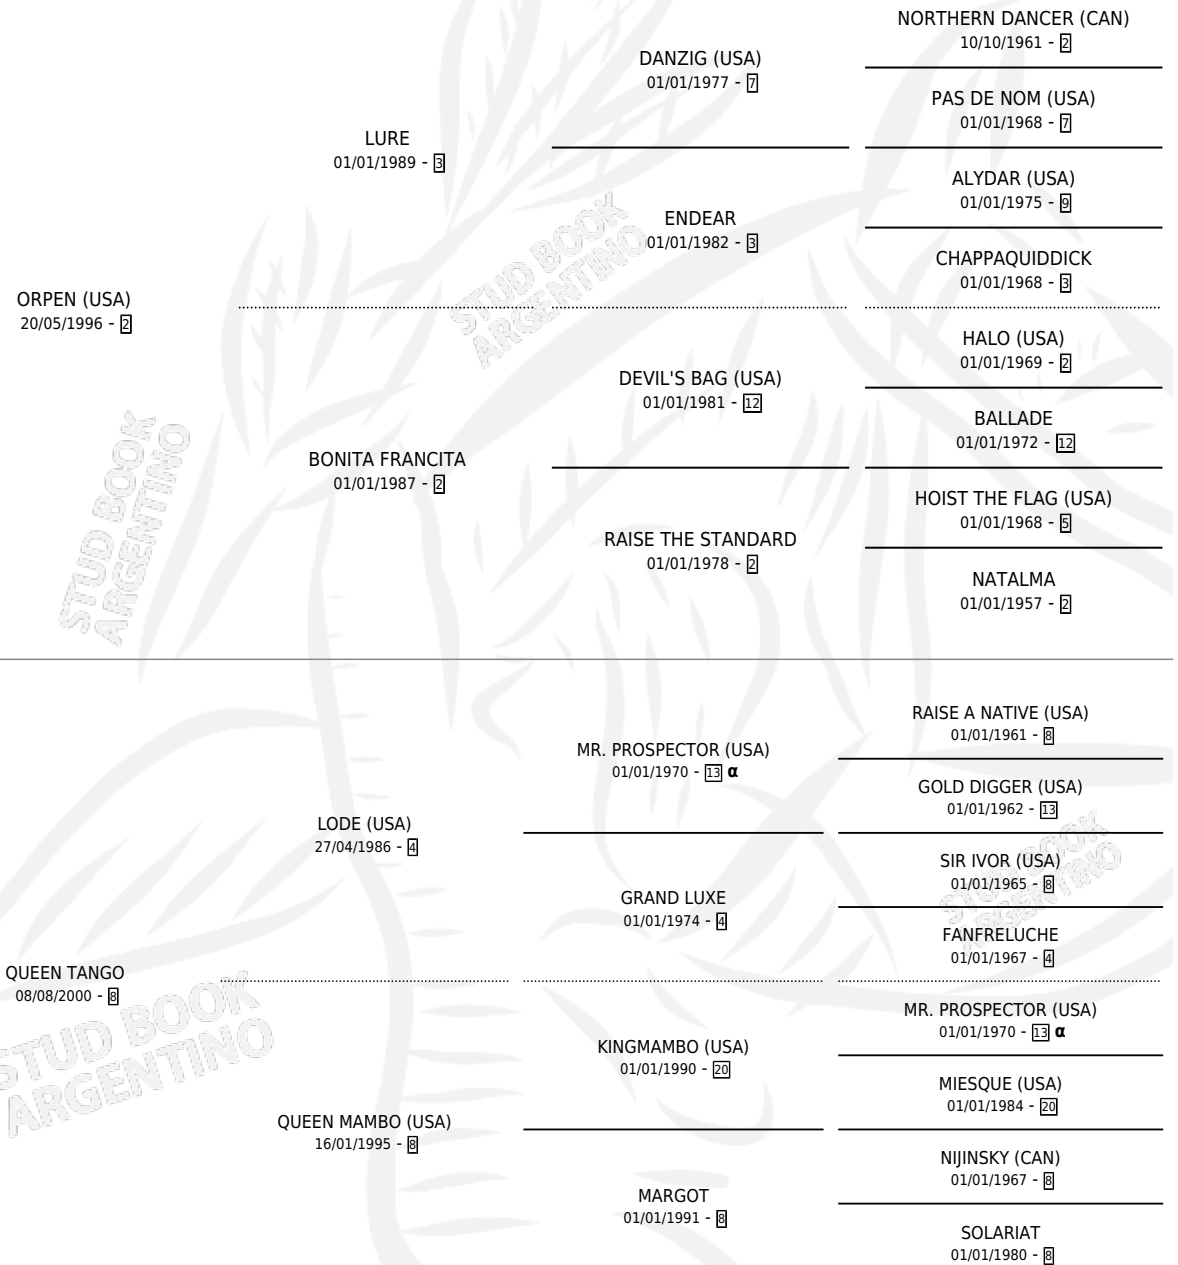 NORTHERN DANCER (CAN)
10/10/1961 - 2
DANZIG (USA)
01/01/1977 - 7
PAS DE NOM (USA)
01/01/1968 - 7
LURE
01/01/1989 - 3
ALYDAR (USA)
01/01/1975 - 9
ENDEAR
01/01/1982 - 3
CHAPPAQUIDDICK
01/01/1968 - 3
ORPEN (USA)
20/05/1996 - 2
HALO (USA)
01/01/1969 - 2
DEVIL'S BAG (USA)
01/01/1981 - 12
BALLADE
01/01/1972 - 12
BONITA FRANCITA
01/01/1987 - 2
HOIST THE FLAG (USA)
01/01/1968 - 5
RAISE THE STANDARD
01/01/1978 - 2
NATALMA
01/01/1957 - 2
RAISE A NATIVE (USA)
01/01/1961 - 8
MR. PROSPECTOR (USA)
01/01/1970 - 13 α
GOLD DIGGER (USA)
01/01/1962 - 13
LODE (USA)
27/04/1986 - 4
SIR IVOR (USA)
01/01/1965 - 8
GRAND LUXE
01/01/1974 - 4
FANFRELUCHE
01/01/1967 - 4
QUEEN TANGO
08/08/2000 - 8
MR. PROSPECTOR (USA)
01/01/1970 - 13 α
KINGMAMBO (USA)
01/01/1990 - 20
MIESQUE (USA)
01/01/1984 - 20
QUEEN MAMBO (USA)
16/01/1995 - 8
NIJINSKY (CAN)
01/01/1967 - 8
MARGOT
01/01/1991 - 8
SOLARIAT
01/01/1980 - 8
STUD BOOK
ARGENTINO
STUD BOOK
ARGENTINO
STUD BOOK
ARGENTINO
STUD BOOK
ARGENTINO